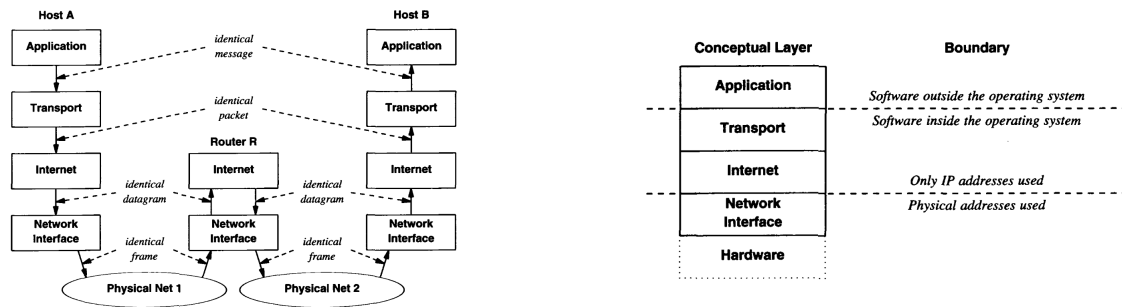 Host A
Host B
Application
identical
message
Application
Transport
identical
packet
Transport
Router R
Internet
identical
datagram
Internet
identical
datagram
Internet
Network
Interface
identical
frame
Network
Interface
identical
frame
Network
Interface
Physical Net 1
Physical Net 2
Conceptual Layer
Boundary
Application
Software outside the operating system
Software inside the operating system
Transport
Internet
Only IP addresses used
Physical addresses used
Network
Interface
Hardware